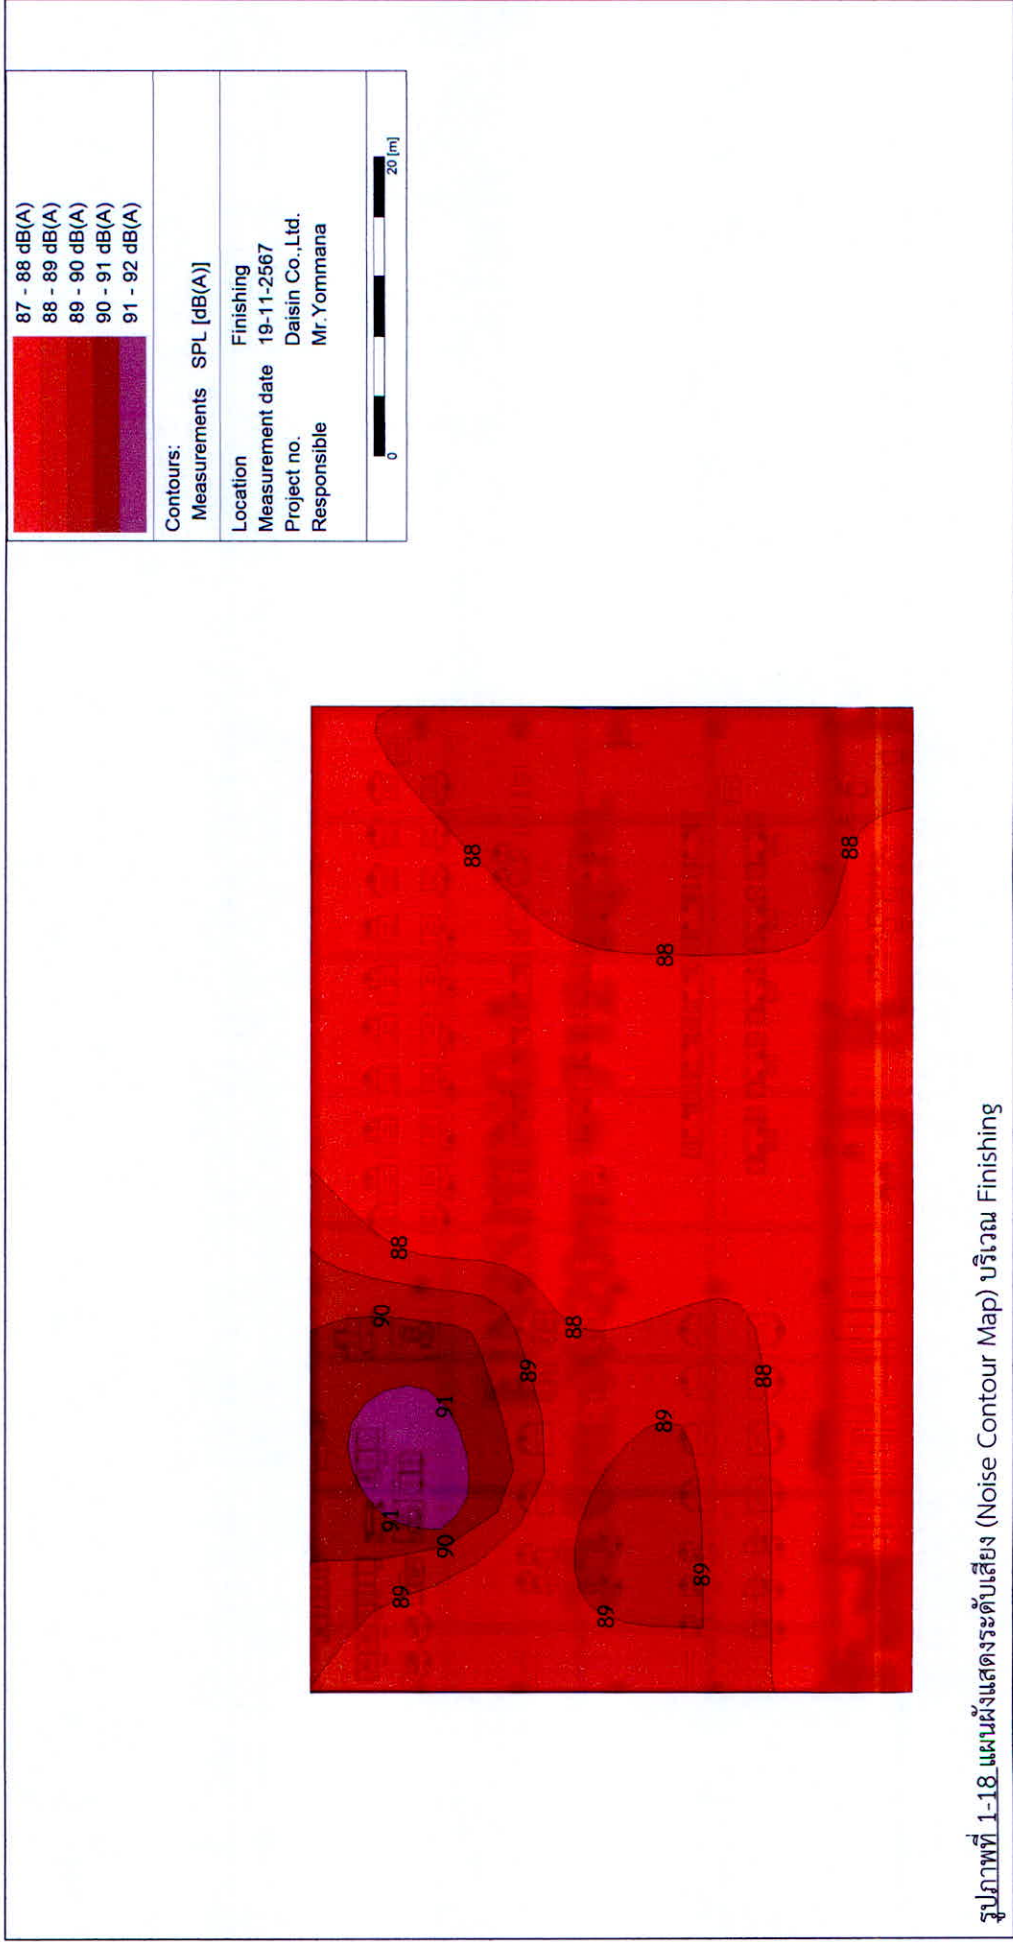 87 - 88 dB(A)
88 - 89 dB(A)
89 - 90 dB(A)
90 - 91 dB(A)
91 - 92 dB(A)
Contours:
Measurements SPL [dB(A)]
Location Finishing
Measurement date 19-11-2567
Project no. Daisin Co.,Ltd.
Responsible Mr.Yommana
0 20 [m]
91
91
90
90
89
89
88
88
88
89
89
89
88
88
88
รูปภาพที่ 1-18 แผนผังแสดงระดับเสียง (Noise Contour Map) บริเวณ Finishing